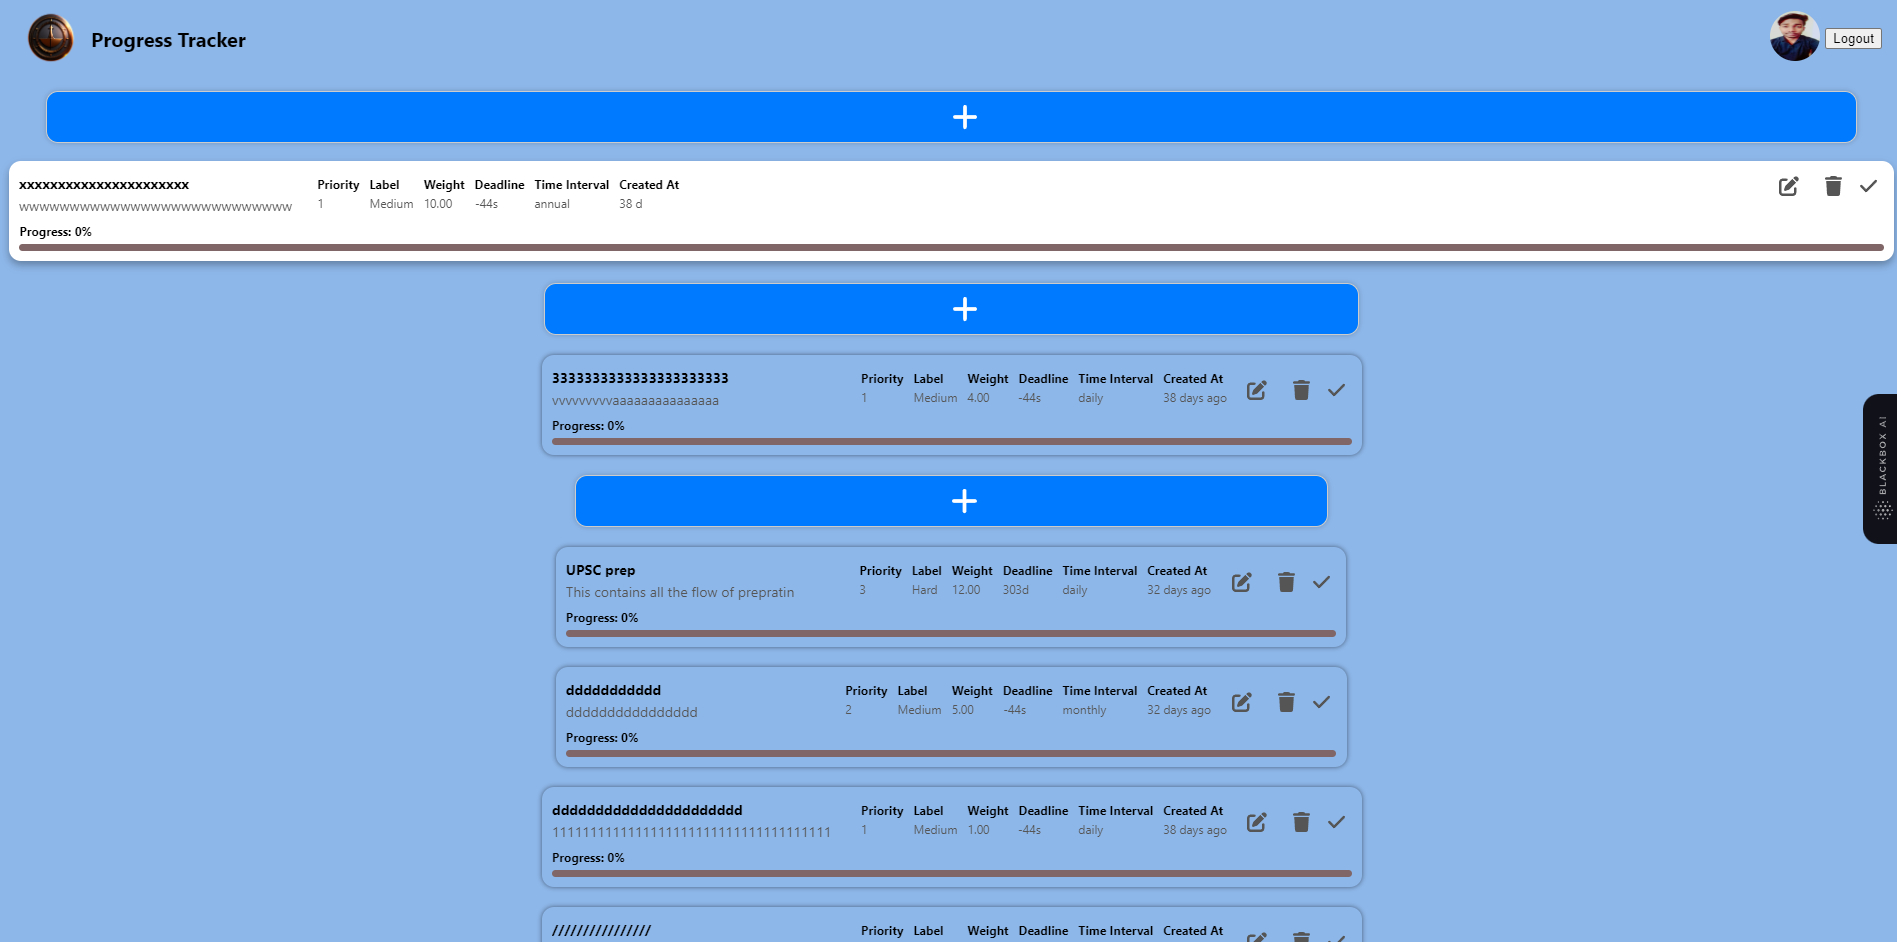 Progress Tracker
Logout
xxxxxxxxxxxxxxxxxxxxxx Priority Label Weight Deadline Time Interval Created At
wwwwwwwwwwwwwwwwwwwwwwwwwww 1 Medium 10.00 -44s annual 38 d
Progress: 0%
3333333333333333333333 Priority Label Weight Deadline Time Interval Created At
vvvvvvvvvaaaaaaaaaaaaaaa 1 Medium 4.00 -44s daily 38 days ago
Progress: 0%
BLACKBOX AI
UPSC prep Priority Label Weight Deadline Time Interval Created At
This contains all the flow of prepratin 3 Hard 12.00 303d daily 32 days ago
Progress: 0%
ddddddddddd Priority Label Weight Deadline Time Interval Created At
dddddddddddddddd 2 Medium 5.00 -44s monthly 32 days ago
Progress: 0%
dddddddddddddddddddddd Priority Label Weight Deadline Time Interval Created At
1111111111111111111111111111111111111 1 Medium 1.00 -44s daily 38 days ago
Progress: 0%
//////////////// Priority Label Weight Deadline Time Interval Created At